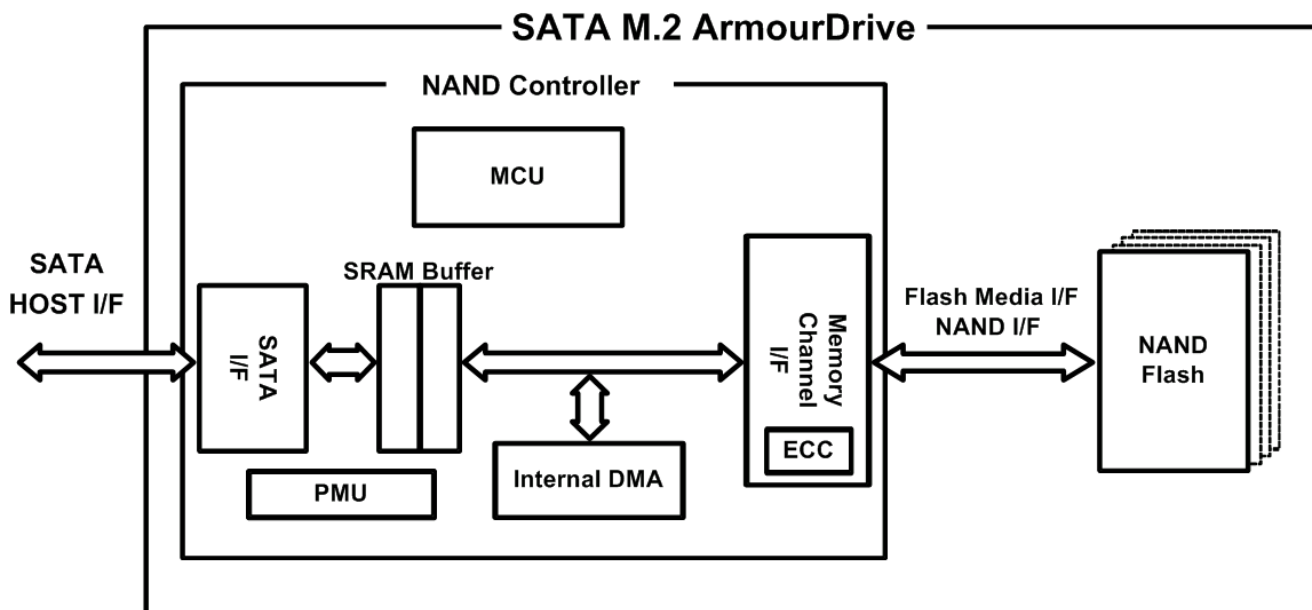 SATA M.2 ArmourDrive
NAND Controller
MCU
SATA
HOST I/F
SRAM Buffer
SATA
I/F
Memory
Channel
I/F
ECC
Flash Media I/F
NAND I/F
NAND
Flash
Internal DMA
PMU